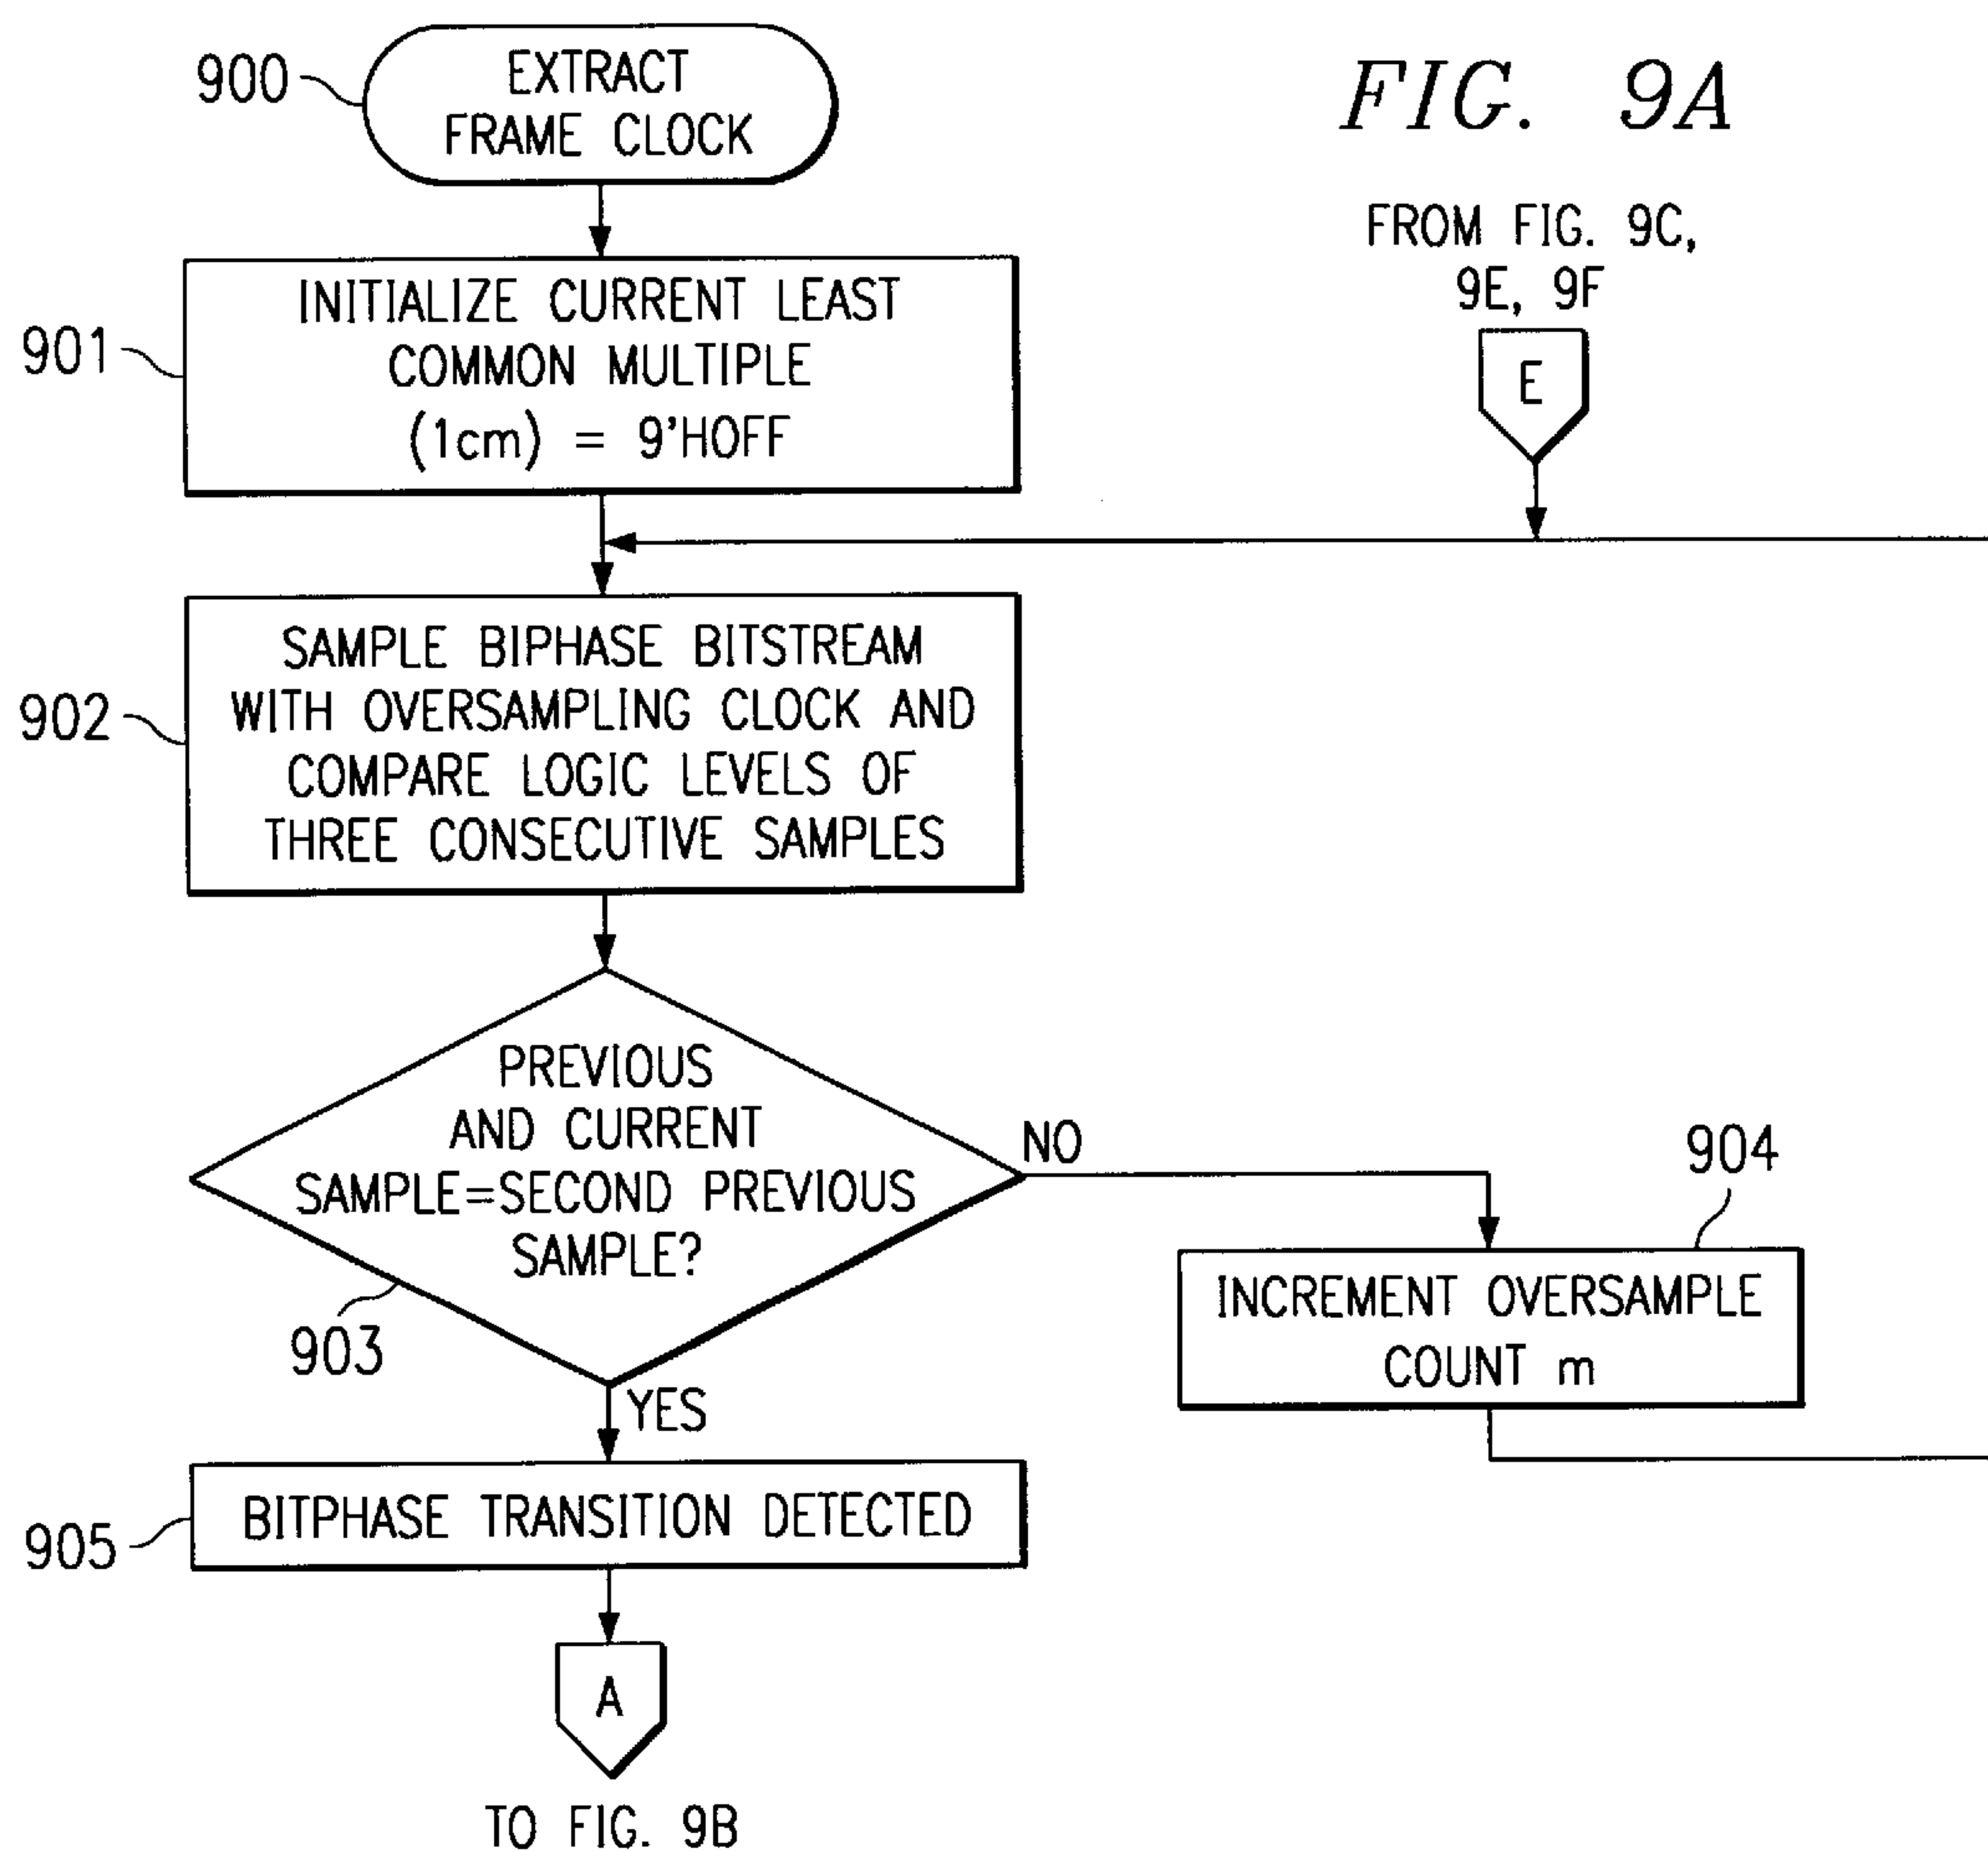 FIG. 9A
900
EXTRACT
FRAME CLOCK
901
INITIALIZE CURRENT LEAST
COMMON MULTIPLE
(1cm) = 9'HOFF
FROM FIG. 9C,
9E, 9F
E
902
SAMPLE BIPHASE BITSTREAM
WITH OVERSAMPLING CLOCK AND
COMPARE LOGIC LEVELS OF
THREE CONSECUTIVE SAMPLES
PREVIOUS
AND CURRENT
SAMPLE=SECOND PREVIOUS
SAMPLE?
903
NO
904
INCREMENT OVERSAMPLE
COUNT m
YES
905
BITPHASE TRANSITION DETECTED
A
TO FIG. 9B